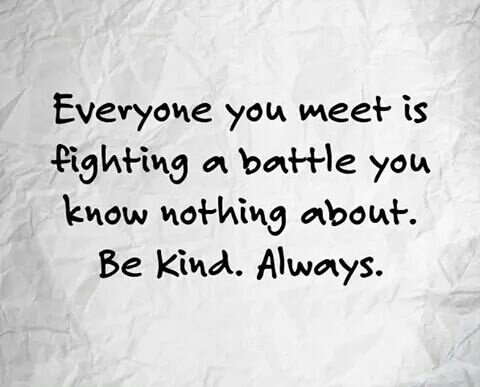 Everyone you meet is
fighting a battle you
know nothing about.
Be Kind. Always.